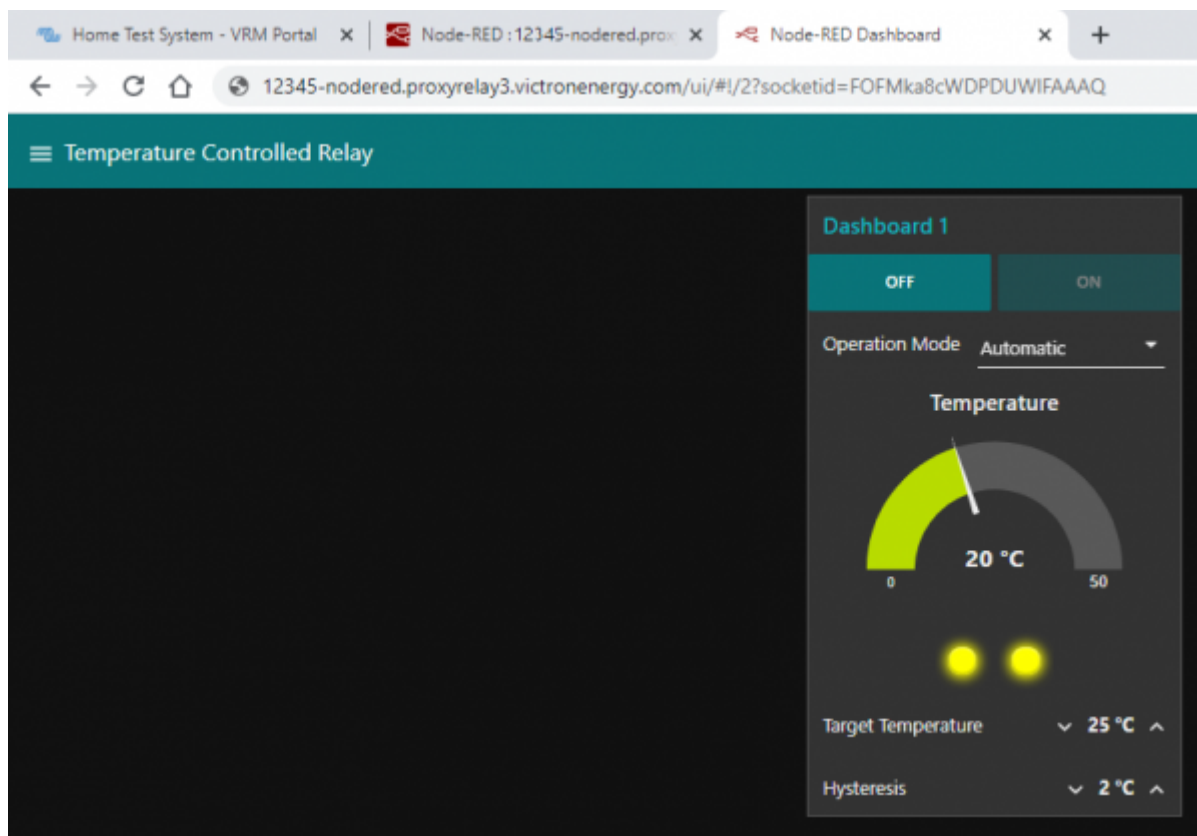 Home Test System - VRM Portal
Node-RED : 12345-nodered.prox
Node-RED Dashboard
12345-nodered.proxyrelay3.victronenergy.com/ui/#!/2?socketid=FOFMka8cWDPDUWIFAAAQ
Temperature Controlled Relay
Dashboard 1
OFF ON
Operation Mode Automatic
Temperature
20 °C
0 50
Target Temperature 25 °C
Hysteresis 2 °C